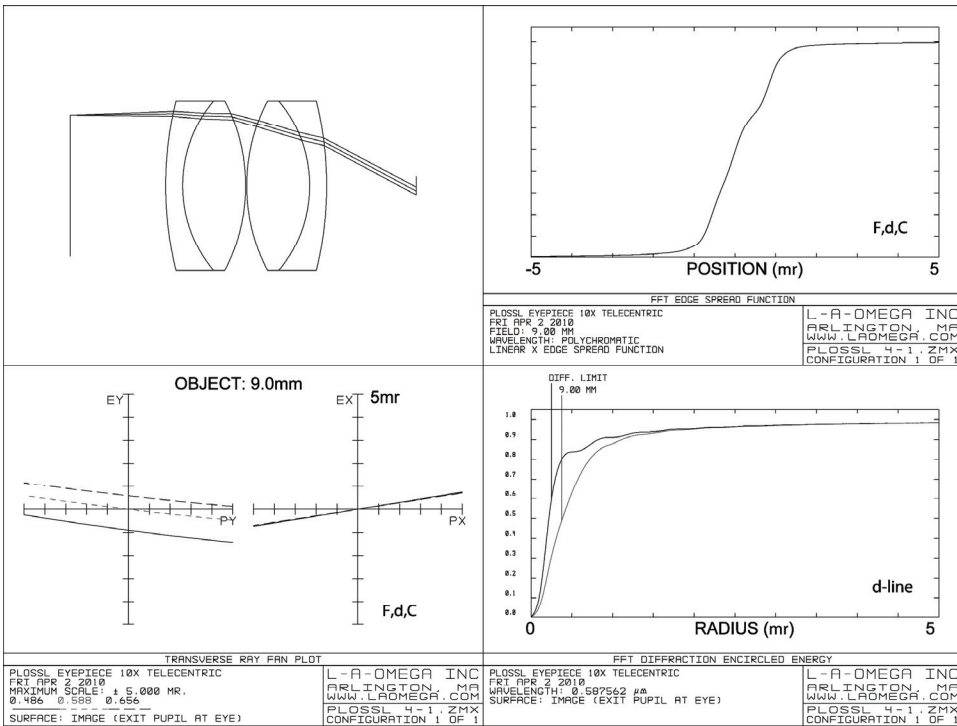 F,d,C
-5
POSITION (mr)
5
FFT EDGE SPREAD FUNCTION
PLOSSL EYEPIECE 10X TELECENTRIC
FRI APR 2 2010
FIELD: 9.00 MM
WAVELENGTH: POLYCHROMATIC
LINEAR X EDGE SPREAD FUNCTION
L-A-OMEGA INC
ARLINGTON, MA
WWW.LAOMEGA.COM
PLOSSL 4-1.ZMX
CONFIGURATION 1 OF 1
OBJECT: 9.0mm
EY
EX
5mr
PY
PX
F,d,C
TRANSVERSE RAY FAN PLOT
PLOSSL EYEPIECE 10X TELECENTRIC
FRI APR 2 2010
MAXIMUM SCALE: ± 5.000 MR.
0.486 0.588 0.656
SURFACE: IMAGE (EXIT PUPIL AT EYE)
L-A-OMEGA INC
ARLINGTON, MA
WWW.LAOMEGA.COM
PLOSSL 4-1.ZMX
CONFIGURATION 1 OF 1
DIFF. LIMIT
9.00 MM
1.0
0.9
0.8
0.7
0.6
0.5
0.4
0.3
0.2
0.1
0.0
d-line
0
RADIUS (mr)
5
FFT DIFFRACTION ENCIRCLED ENERGY
PLOSSL EYEPIECE 10X TELECENTRIC
FRI APR 2 2010
WAVELENGTH: 0.587562 µm
SURFACE: IMAGE (EXIT PUPIL AT EYE)
L-A-OMEGA INC
ARLINGTON, MA
WWW.LAOMEGA.COM
PLOSSL 4-1.ZMX
CONFIGURATION 1 OF 1